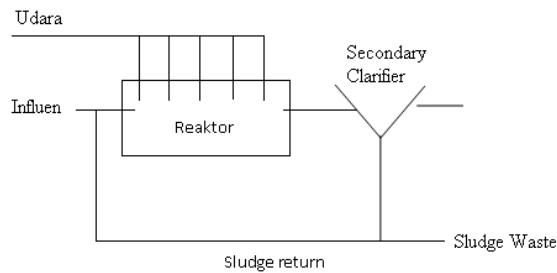 Udara
Secondary
Clarifier
Influen
Reaktor
Sludge Waste
Sludge return